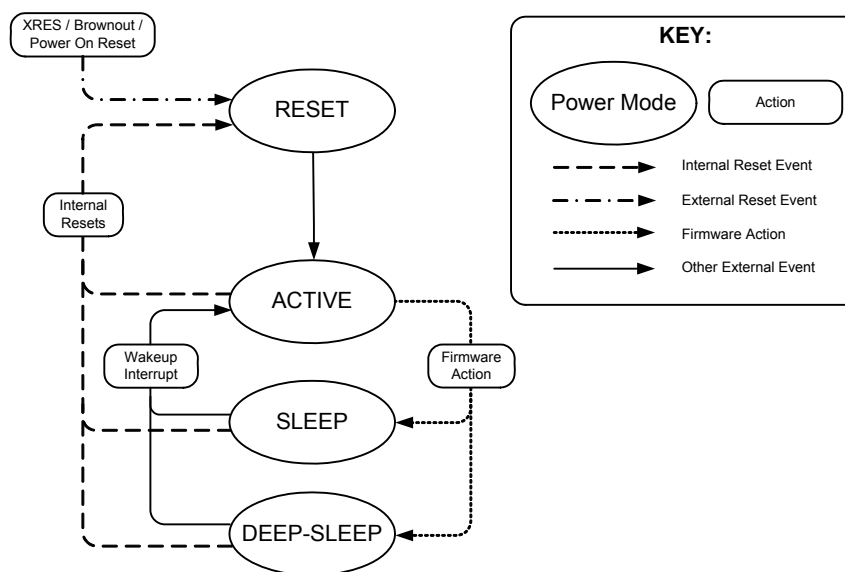 XRES / Brownout /
Power On Reset
RESET
Internal
Resets
ACTIVE
Wakeup
Interrupt
Firmware
Action
SLEEP
DEEP-SLEEP
KEY:
Power Mode
Action
Internal Reset Event
External Reset Event
Firmware Action
Other External Event